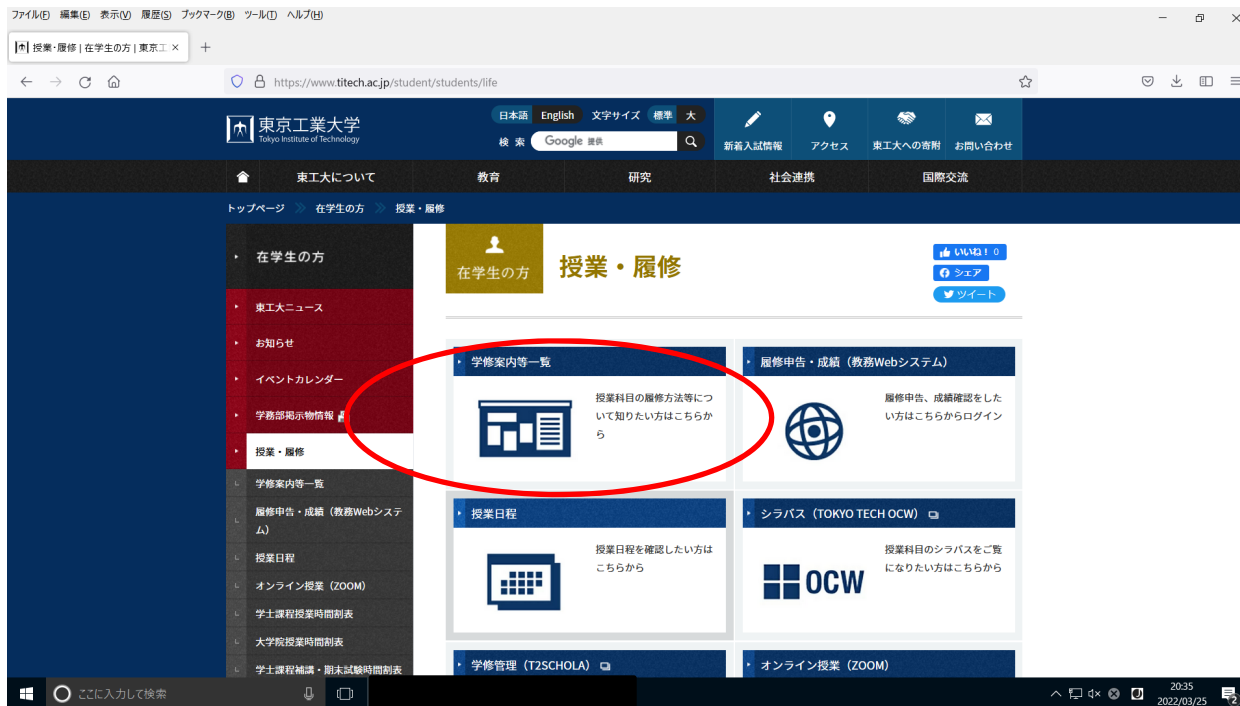 ファイル(F) 編集(E) 表示(V) 履歴(S) ブックマーク(B) ツール(T) ヘルプ(H)
授業・履修 | 在学生の方 | 東京工
https://www.titech.ac.jp/student/students/life
東京工業大学
Tokyo Institute of Technology
日本語 English 文字サイズ 標準 大
検索 Google 提供
新着入試情報 アクセス 東工大への寄附 お問い合わせ
東工大について 教育 研究 社会連携 国際交流
トップページ 在学生の方 授業・履修
在学生の方
東工大ニュース
お知らせ
イベントカレンダー
学務部掲示物情報
授業・履修
学修案内等一覧
履修申告・成績（教務Webシステ
ム）
授業日程
オンライン授業（ZOOM）
学士課程授業時間割表
大学院授業時間割表
学士課程補講・期末試験時間割表
在学生の方
授業・履修
いいね！ 0
シェア
ツイート
学修案内等一覧
授業科目の履修方法等につ
いて知りたい方はこちらか
ら
履修申告・成績（教務Webシステム）
履修申告、成績確認をした
い方はこちらからログイン
授業日程
授業日程を確認したい方は
こちらから
シラバス（TOKYO TECH OCW）
OCW
授業科目のシラバスをご覧
になりたい方はこちらから
学修管理（T2SCHOLA）
オンライン授業（ZOOM）
ここに入力して検索
20:35
2022/03/25
2